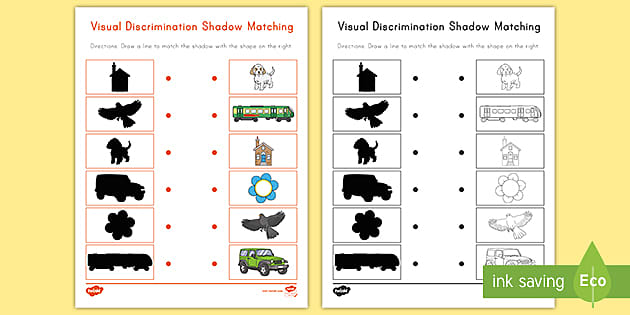 Visual Discrimination Shadow Matching
Directions: Draw a line to match the shadow with the shape on the right.
Visual Discrimination Shadow Matching
Directions: Draw a line to match the shadow with the shape on the right.
ink saving
Eco